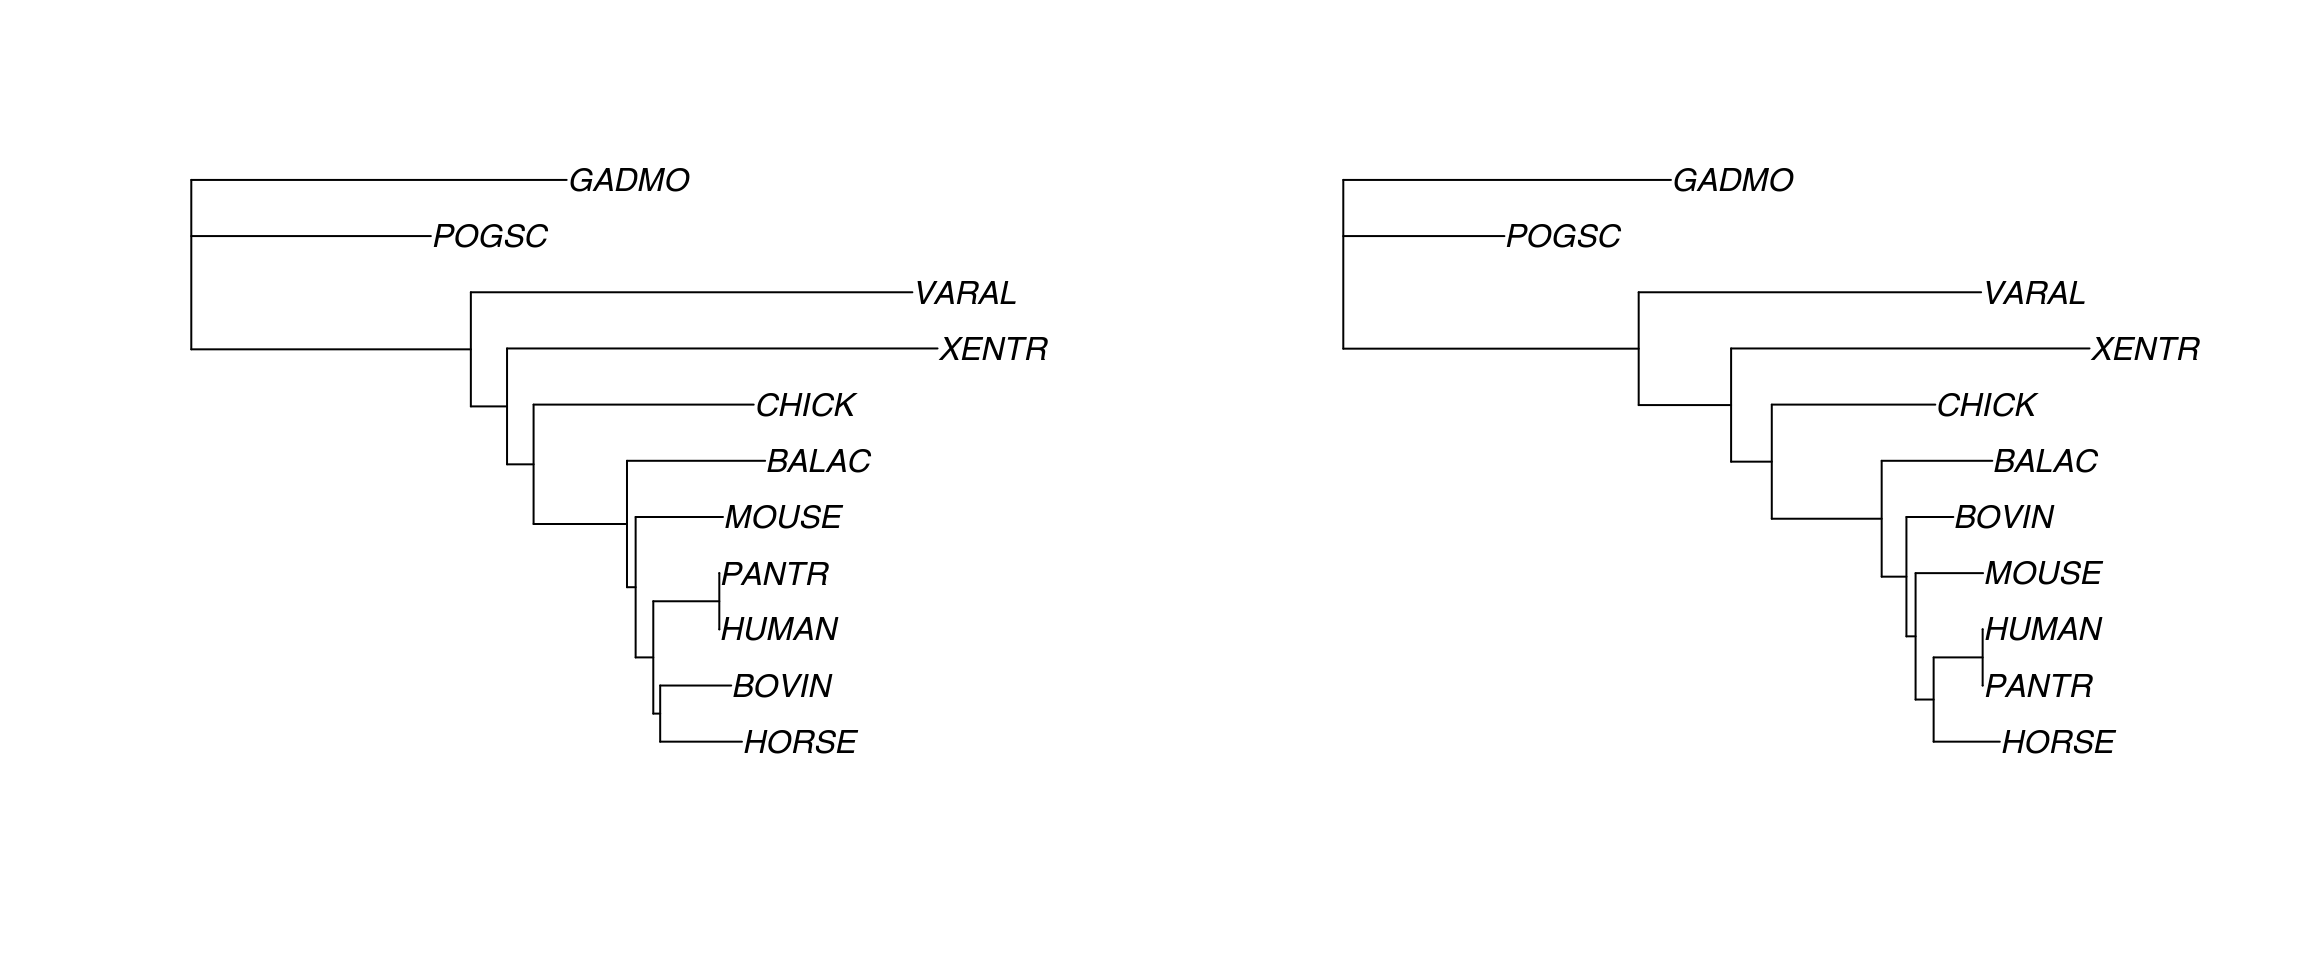 GADMO
POGSC
VARAL
XENTR
CHICK
BALAC
MOUSE
PANTR
HUMAN
BOVIN
HORSE
GADMO
POGSC
VARAL
XENTR
CHICK
BALAC
BOVIN
MOUSE
HUMAN
PANTR
HORSE